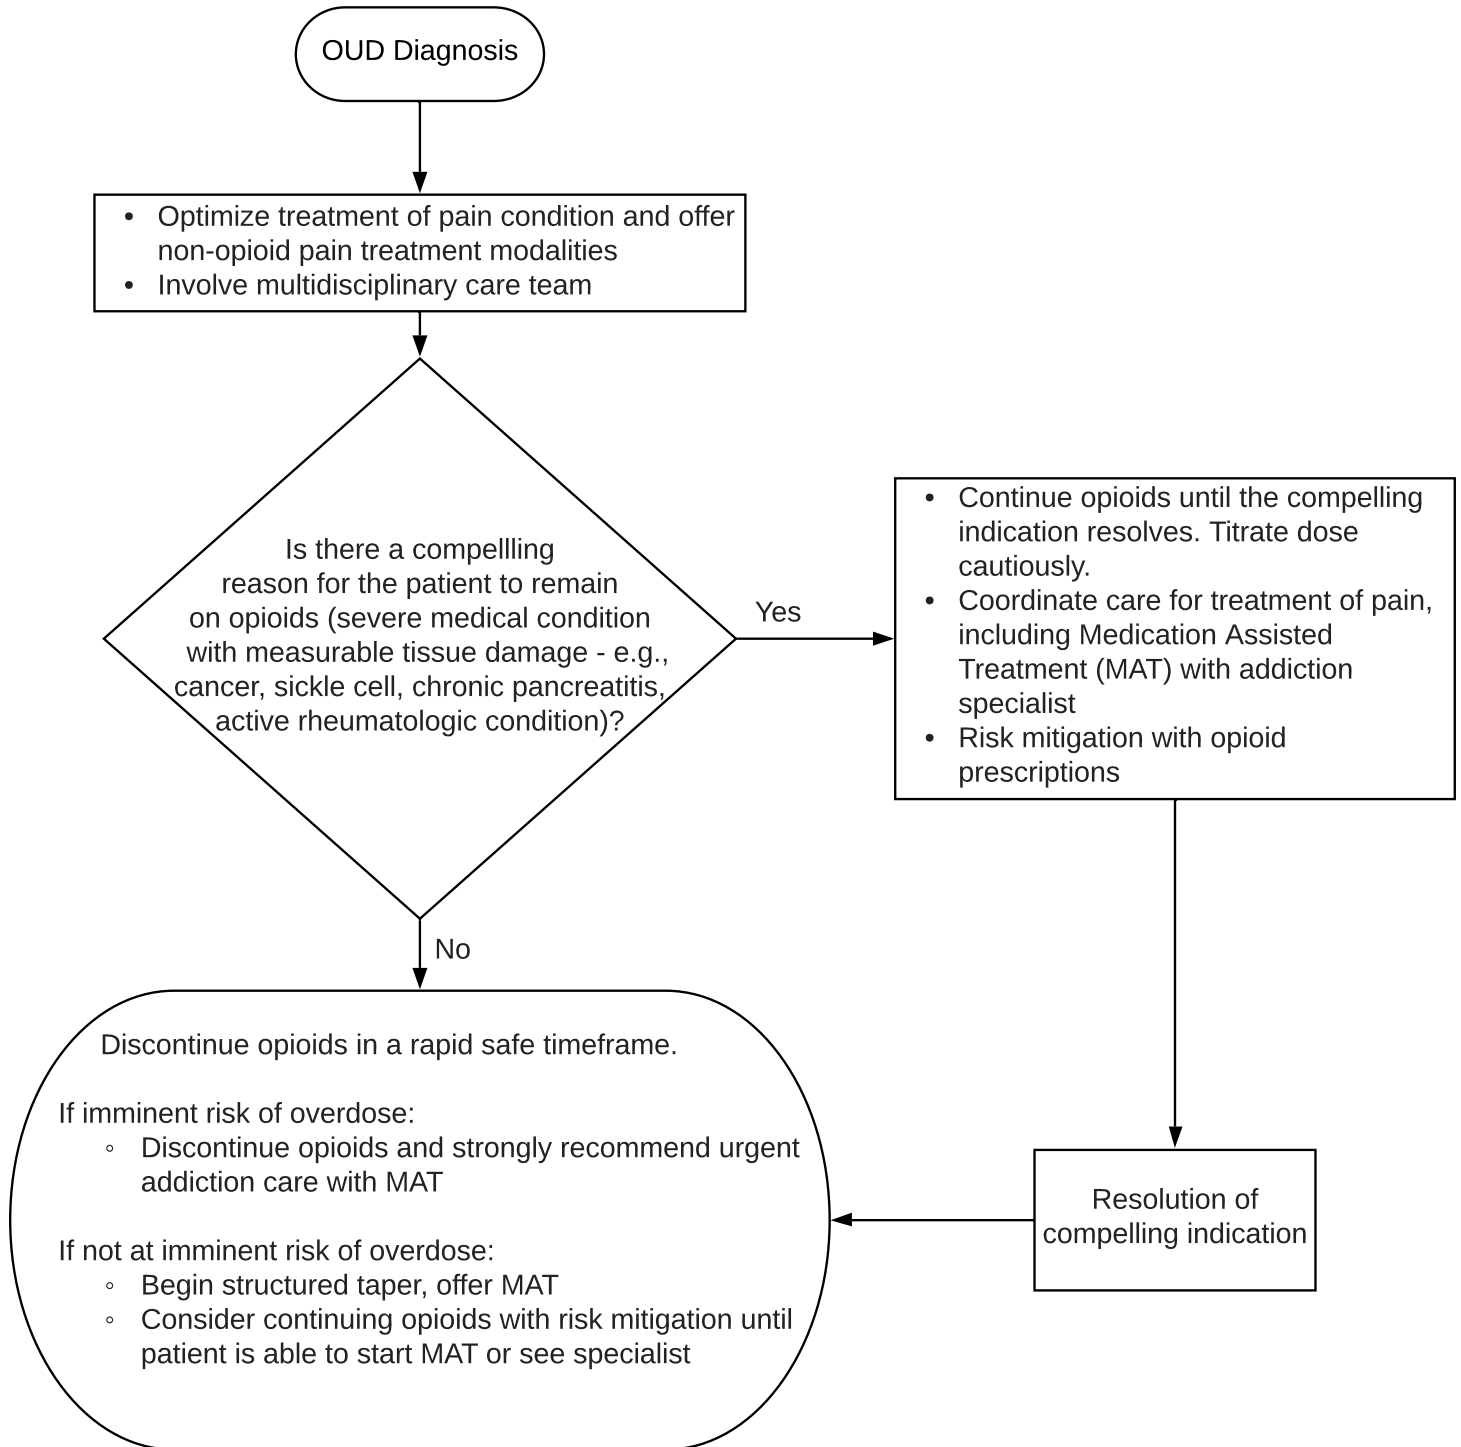 OUD Diagnosis
• Optimize treatment of pain condition and offer
non-opioid pain treatment modalities
• Involve multidisciplinary care team
Is there a compellling
reason for the patient to remain
on opioids (severe medical condition
with measurable tissue damage - e.g.,
cancer, sickle cell, chronic pancreatitis,
active rheumatologic condition)?
Yes
• Continue opioids until the compelling
indication resolves. Titrate dose
cautiously.
• Coordinate care for treatment of pain,
including Medication Assisted
Treatment (MAT) with addiction
specialist
• Risk mitigation with opioid
prescriptions
No
Discontinue opioids in a rapid safe timeframe.
If imminent risk of overdose:
◦ Discontinue opioids and strongly recommend urgent
addiction care with MAT
If not at imminent risk of overdose:
◦ Begin structured taper, offer MAT
◦ Consider continuing opioids with risk mitigation until
patient is able to start MAT or see specialist
Resolution of
compelling indication